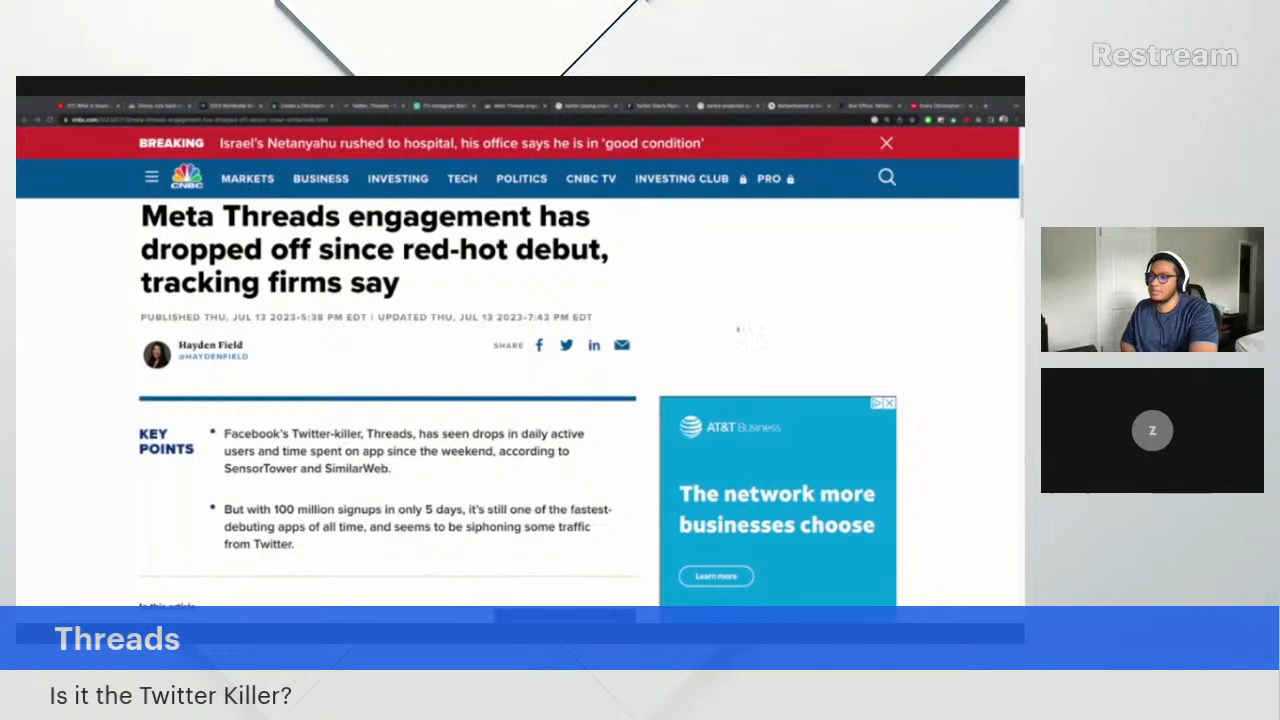 Restream
BREAKING Israel's Netanyahu rushed to hospital, his office says he is in 'good condition'
CNBC MARKETS BUSINESS INVESTING TECH POLITICS CNBC TV INVESTING CLUB PRO
Meta Threads engagement has
dropped off since red-hot debut,
tracking firms say
PUBLISHED THU, JUL 13 2023•5:38 PM EDT | UPDATED THU, JUL 13 2023•7:43 PM EDT
Hayden Field
@HAYDENFIELD
SHARE
KEY
POINTS
Facebook's Twitter-killer, Threads, has seen drops in daily active
users and time spent on app since the weekend, according to
SensorTower and SimilarWeb.
But with 100 million signups in only 5 days, it's still one of the fastest-
debuting apps of all time, and seems to be siphoning some traffic
from Twitter.
In this article
AT&T Business
The network more
businesses choose
Learn more
z
Threads
Is it the Twitter Killer?